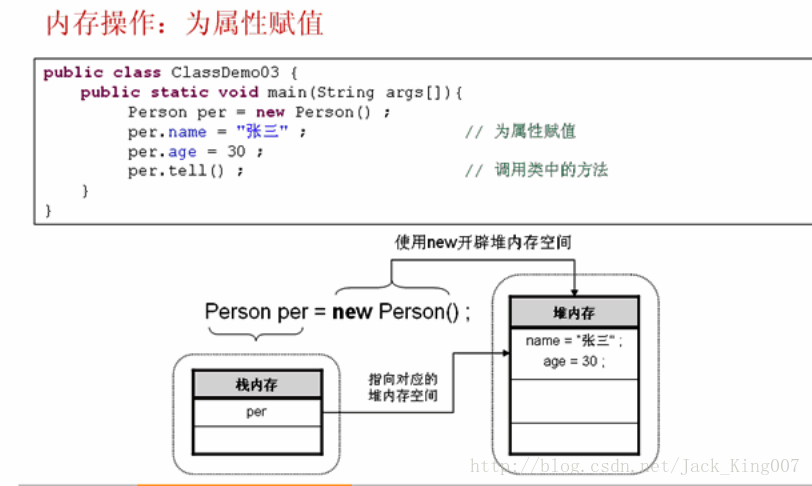 内存操作：为属性赋值
public class ClassDemo03 {
public static void main(String args[]){
Person per = new Person() ;
per.name = "张三" ; // 为属性赋值
per.age = 30 ;
per.tell() ; // 调用类中的方法
}
}
使用new开辟堆内存空间
Person per = new Person() ;
堆内存
name = "张三" ;
age = 30 ;
栈内存
per
指向对应的
堆内存空间
http://blog.csdn.net/Jack_King007